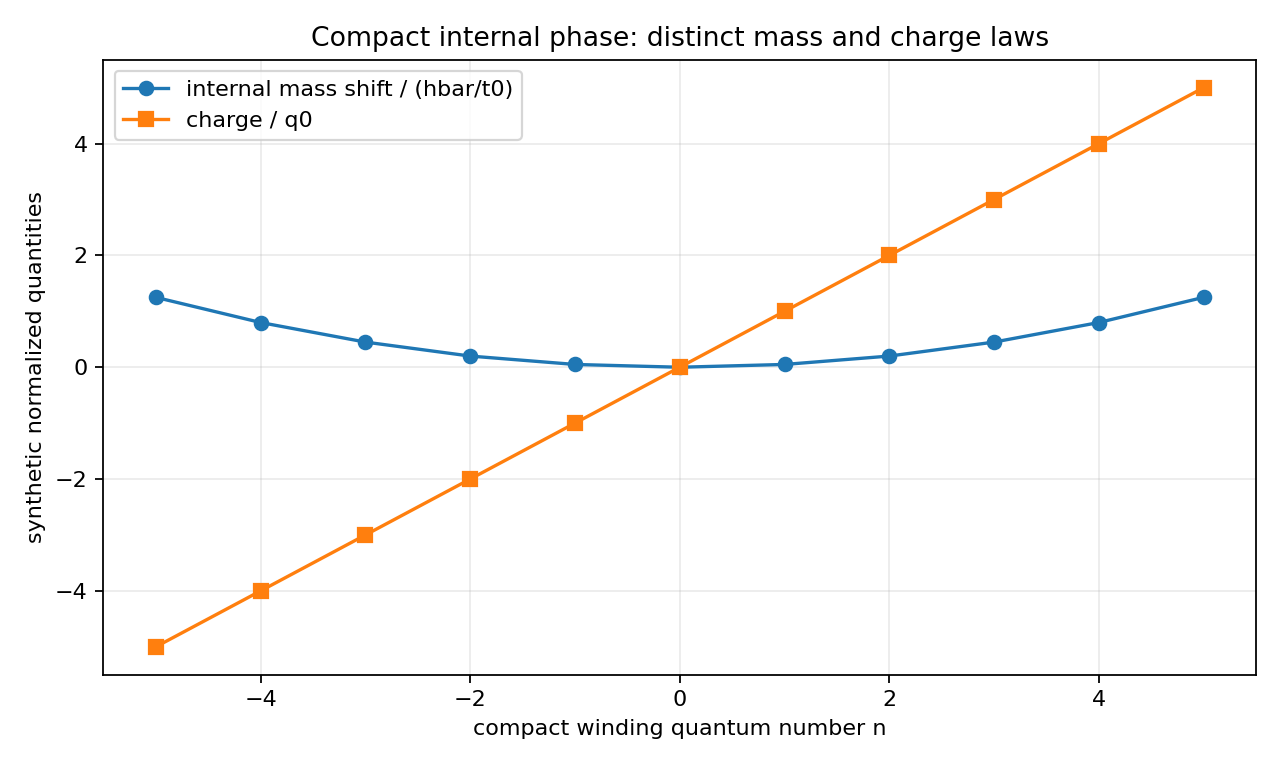 Compact internal phase: distinct mass and charge laws
internal mass shift / (hbar/t0)
charge / q0
synthetic normalized quantities
4
2
0
−2
−4
−4
−2
0
2
4
compact winding quantum number n